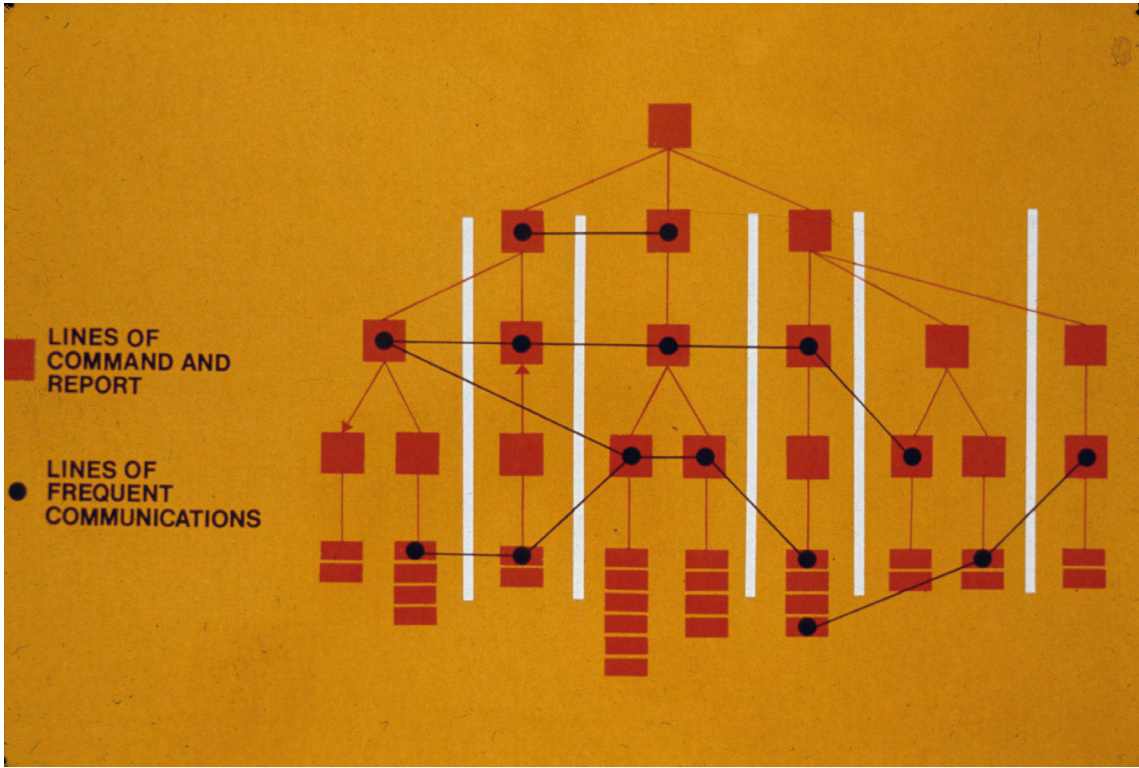 LINES OF
COMMAND AND
REPORT
LINES OF
FREQUENT
COMMUNICATIONS